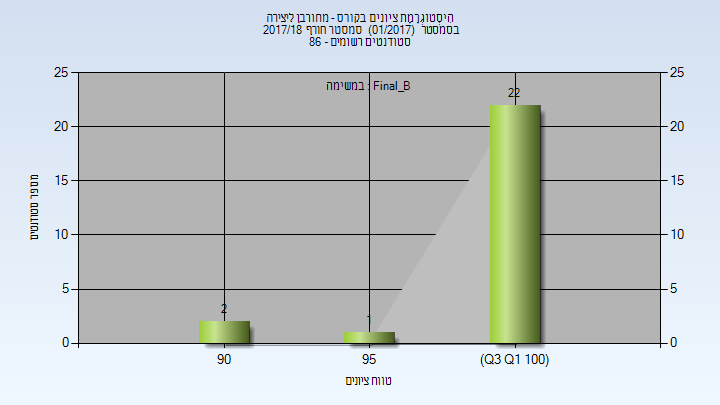 היסטוגרמת ציונים בקורס - מחורבן ליצירה
בסמסטר (01/2017) סמסטר חורף 2017/18
סטודנטים רשומים - 86
במשימה : Final_B
25
20
15
10
5
0
25
20
15
10
5
0
מספר סטודנטים
2
1
22
90
95
(Q3 Q1 100)
טווח ציונים